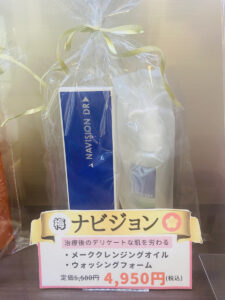 NAVISION DR
梅 ナビジョン
治療後のデリケートな肌を労わる
・メーククレンジングオイル
・ウォッシングフォーム
定価5,500円 4,950円(税込)